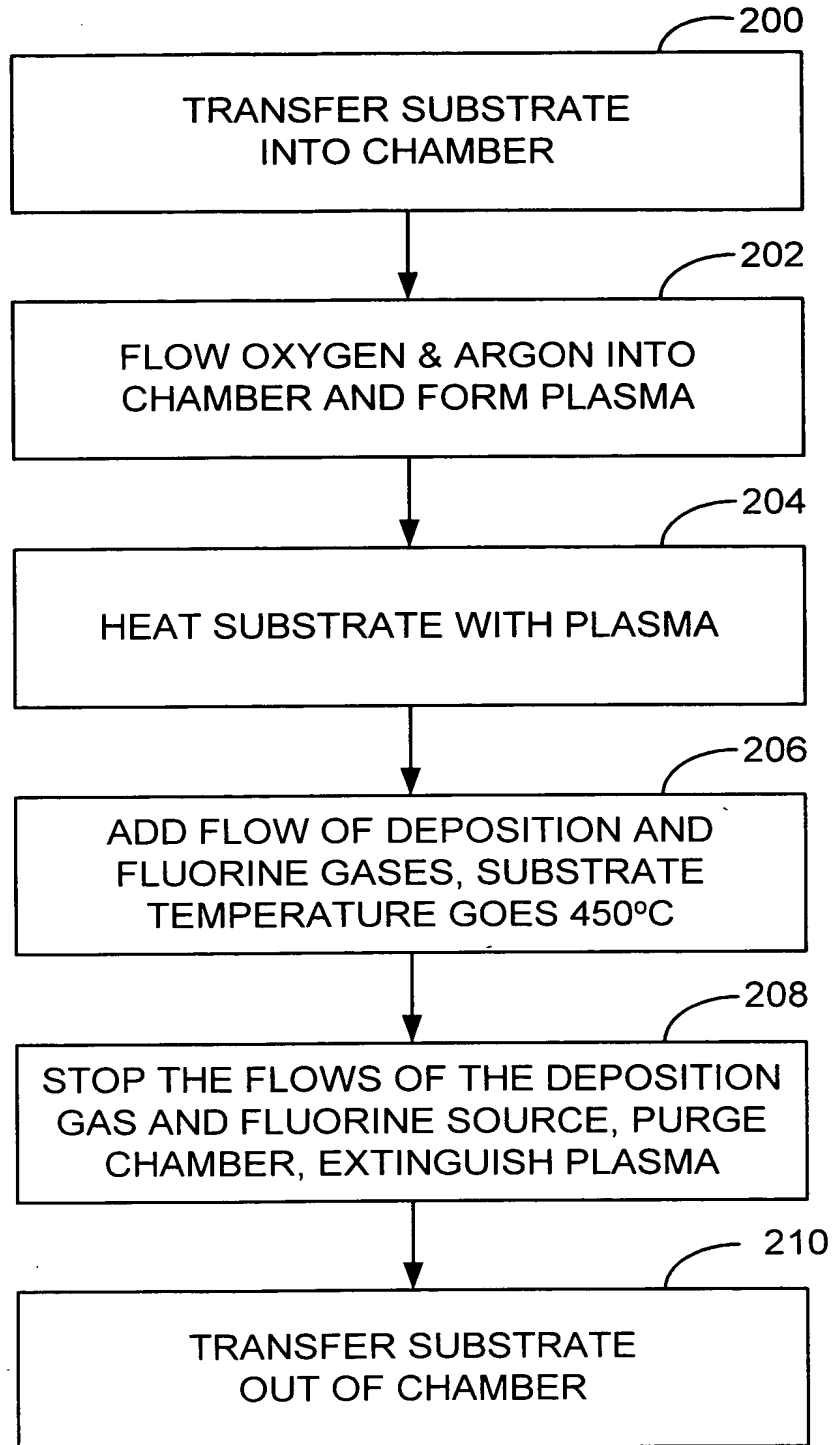 200
TRANSFER SUBSTRATE
INTO CHAMBER
202
FLOW OXYGEN & ARGON INTO
CHAMBER AND FORM PLASMA
204
HEAT SUBSTRATE WITH PLASMA
206
ADD FLOW OF DEPOSITION AND
FLUORINE GASES, SUBSTRATE
TEMPERATURE GOES 450ºC
208
STOP THE FLOWS OF THE DEPOSITION
GAS AND FLUORINE SOURCE, PURGE
CHAMBER, EXTINGUISH PLASMA
210
TRANSFER SUBSTRATE
OUT OF CHAMBER